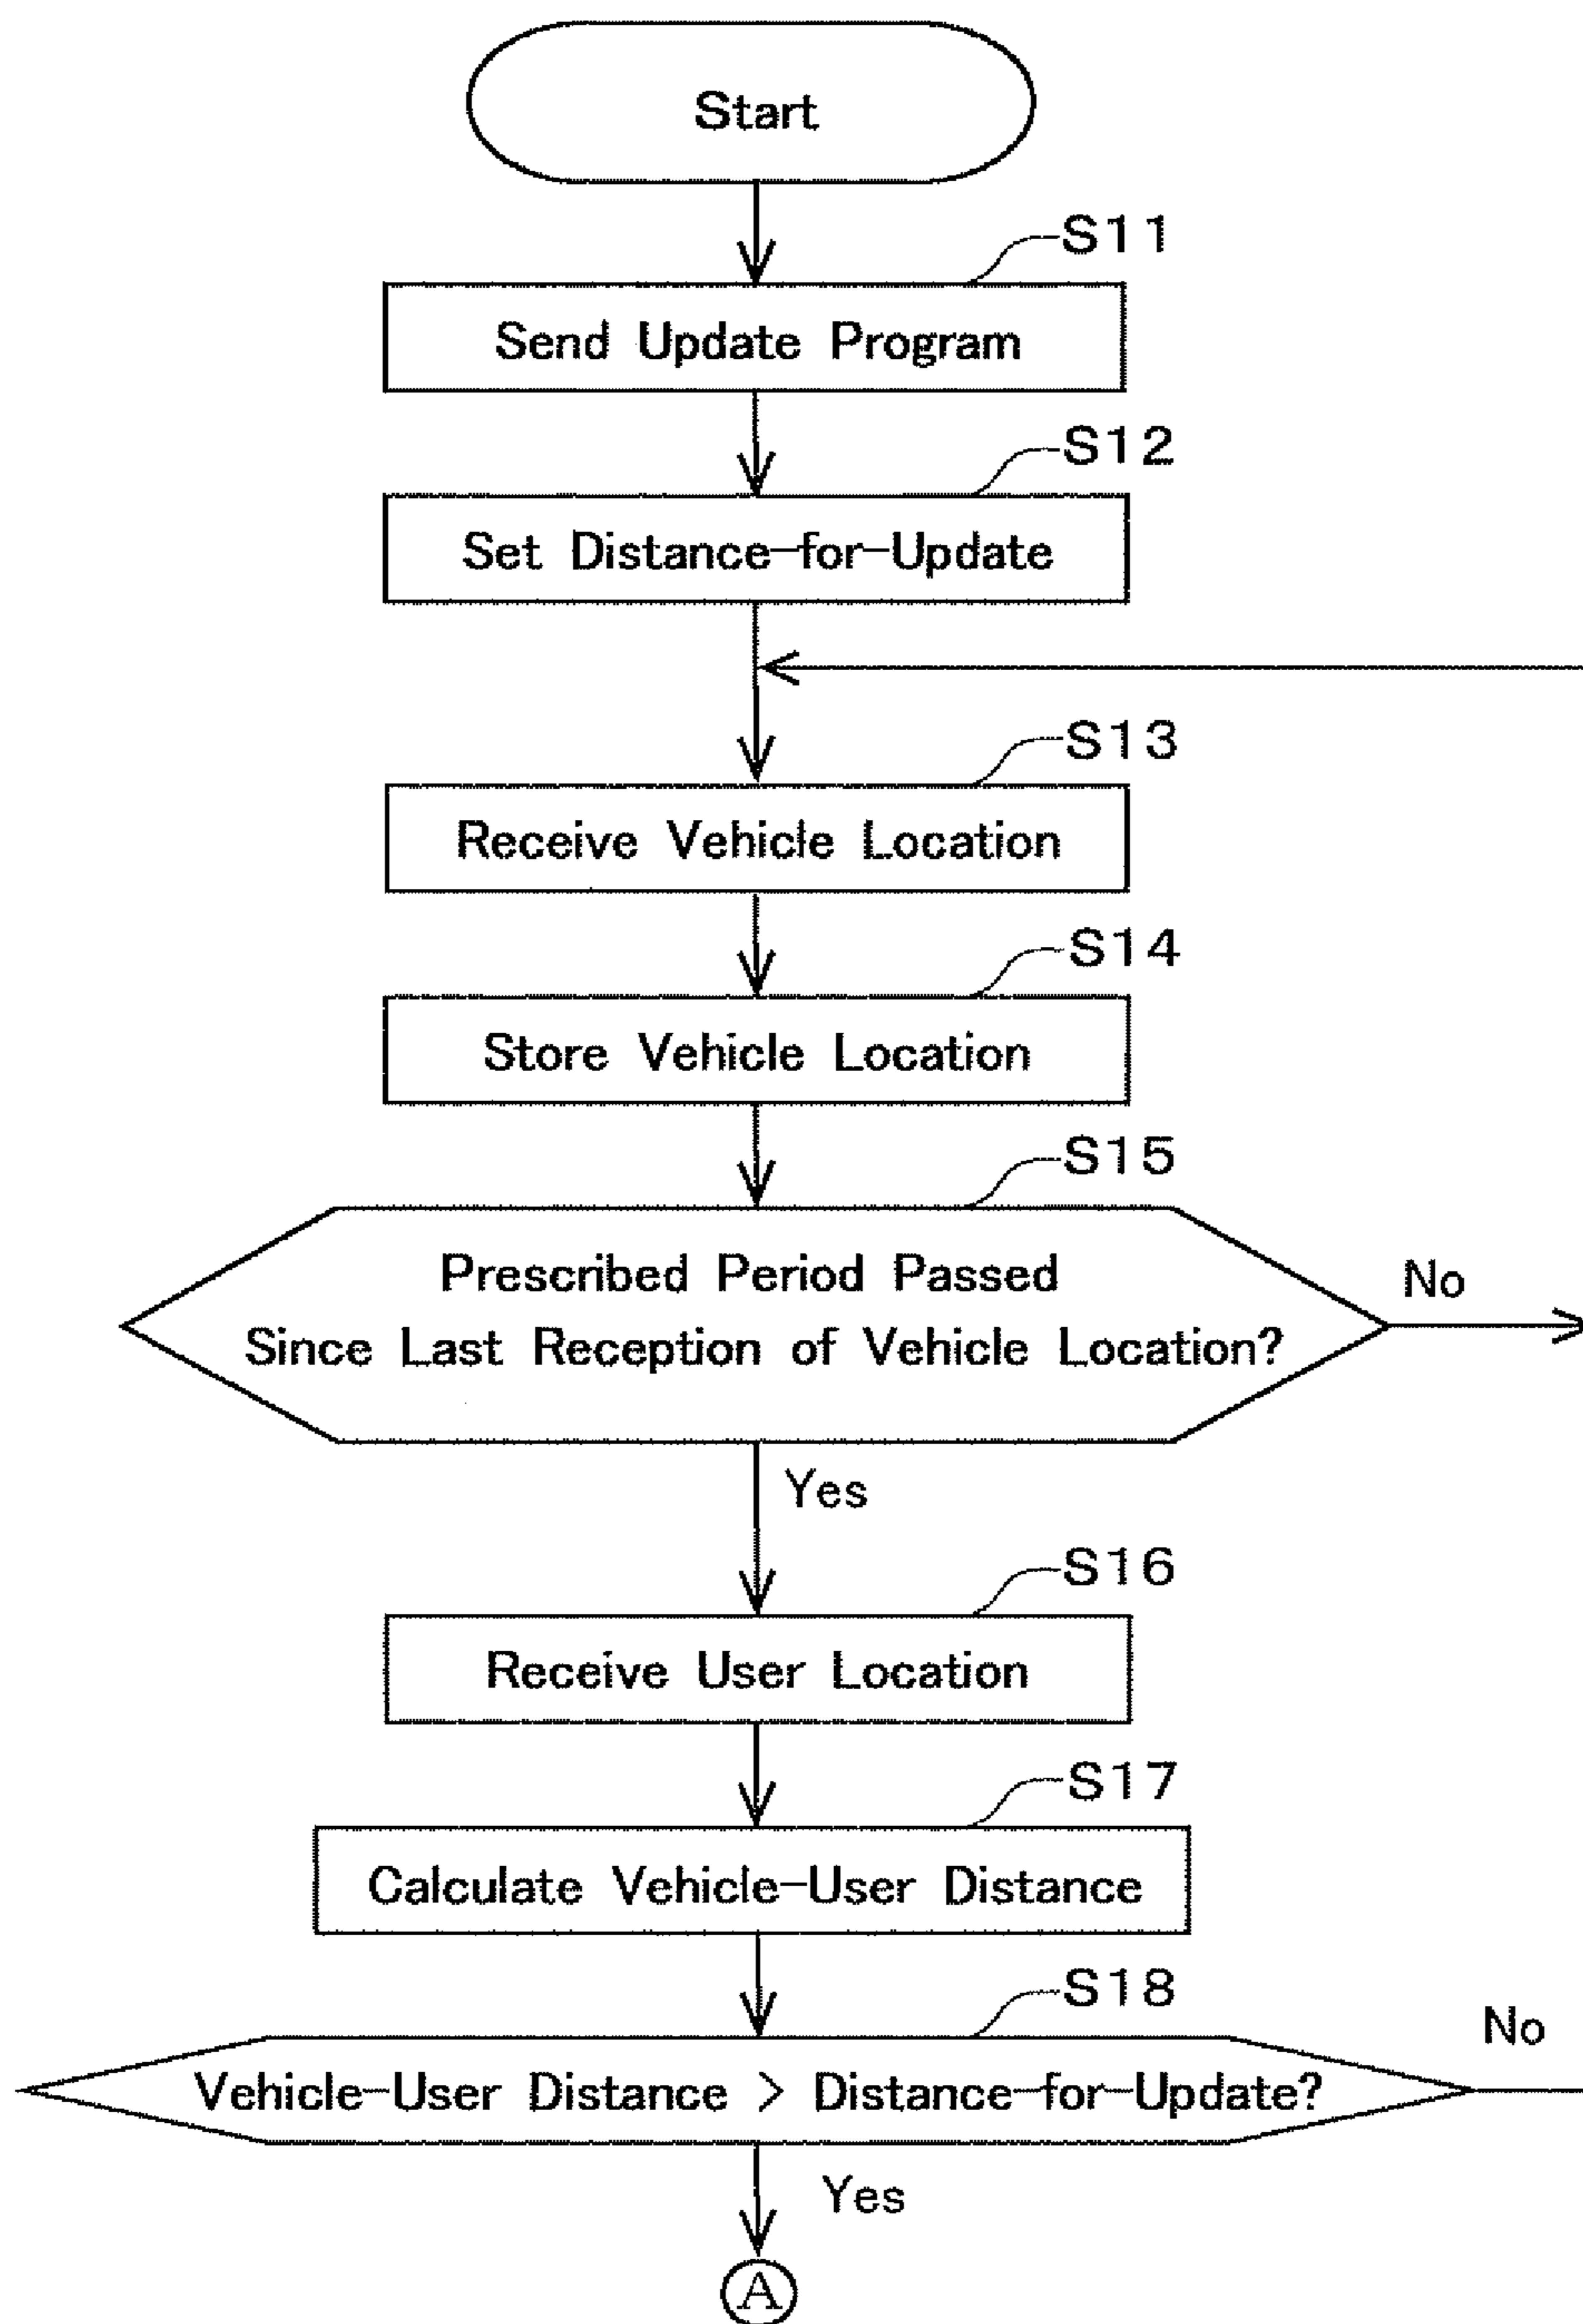 Start
S11
Send Update Program
S12
Set Distance-for-Update
S13
Receive Vehicle Location
S14
Store Vehicle Location
S15
Prescribed Period Passed
Since Last Reception of Vehicle Location?
No
Yes
S16
Receive User Location
S17
Calculate Vehicle-User Distance
S18
Vehicle-User Distance > Distance-for-Update?
No
Yes
A